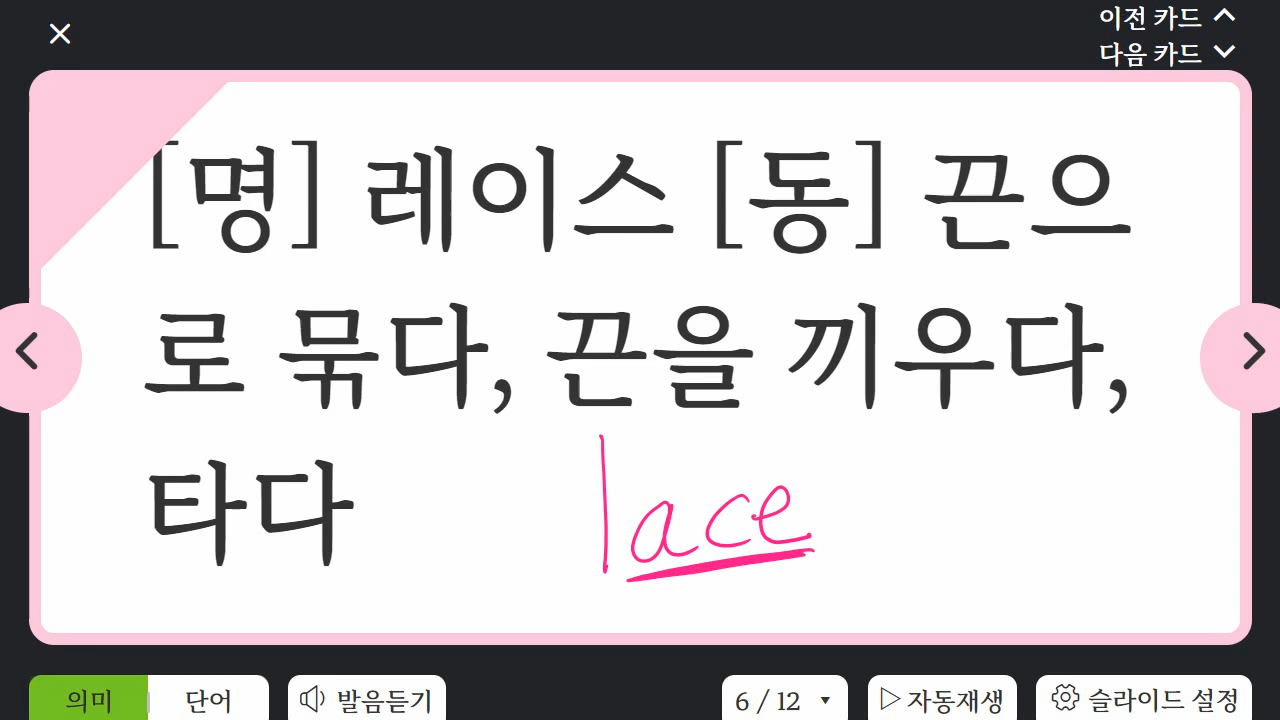 이전 카드
다음 카드
[명] 레이스 [동] 끈으
로 묶다, 끈을 끼우다,
타다
lace
의미 단어 발음듣기 6 / 12 자동재생 슬라이드 설정